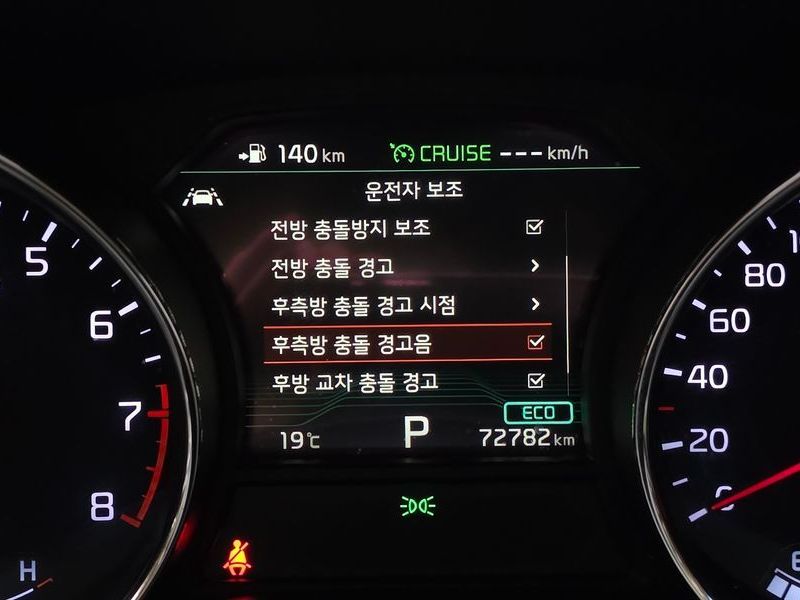 140 km CRUISE --- km/h
운전자 보조
전방 충돌방지 보조
전방 충돌 경고
후측방 충돌 경고 시점
후측방 충돌 경고음
후방 교차 충돌 경고
ECO
19℃ P 72782 km
5
6
7
8
H
80
60
40
20
0